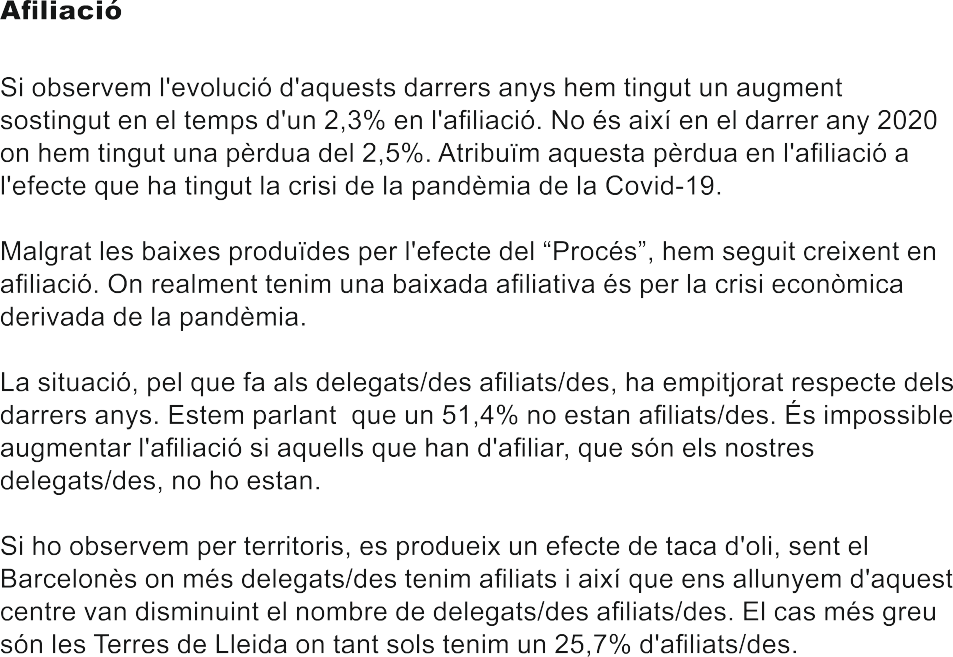 Afiliació
Si observem l'evolució d'aquests darrers anys hem tingut un augment
sostingut en el temps d'un 2,3% en l'afiliació. No és així en el darrer any 2020
on hem tingut una pèrdua del 2,5%. Atribuïm aquesta pèrdua en l'afiliació a
l'efecte que ha tingut la crisi de la pandèmia de la Covid-19.
Malgrat les baixes produïdes per l'efecte del “Procés”, hem seguit creixent en
afiliació. On realment tenim una baixada afiliativa és per la crisi econòmica
derivada de la pandèmia.
La situació, pel que fa als delegats/des afiliats/des, ha empitjorat respecte dels
darrers anys. Estem parlant  que un 51,4% no estan afiliats/des. És impossible
augmentar l'afiliació si aquells que han d'afiliar, que són els nostres
delegats/des, no ho estan.
Si ho observem per territoris, es produeix un efecte de taca d'oli, sent el
Barcelonès on més delegats/des tenim afiliats i així que ens allunyem d'aquest
centre van disminuint el nombre de delegats/des afiliats/des. El cas més greu
són les Terres de Lleida on tant sols tenim un 25,7% d'afiliats/des.